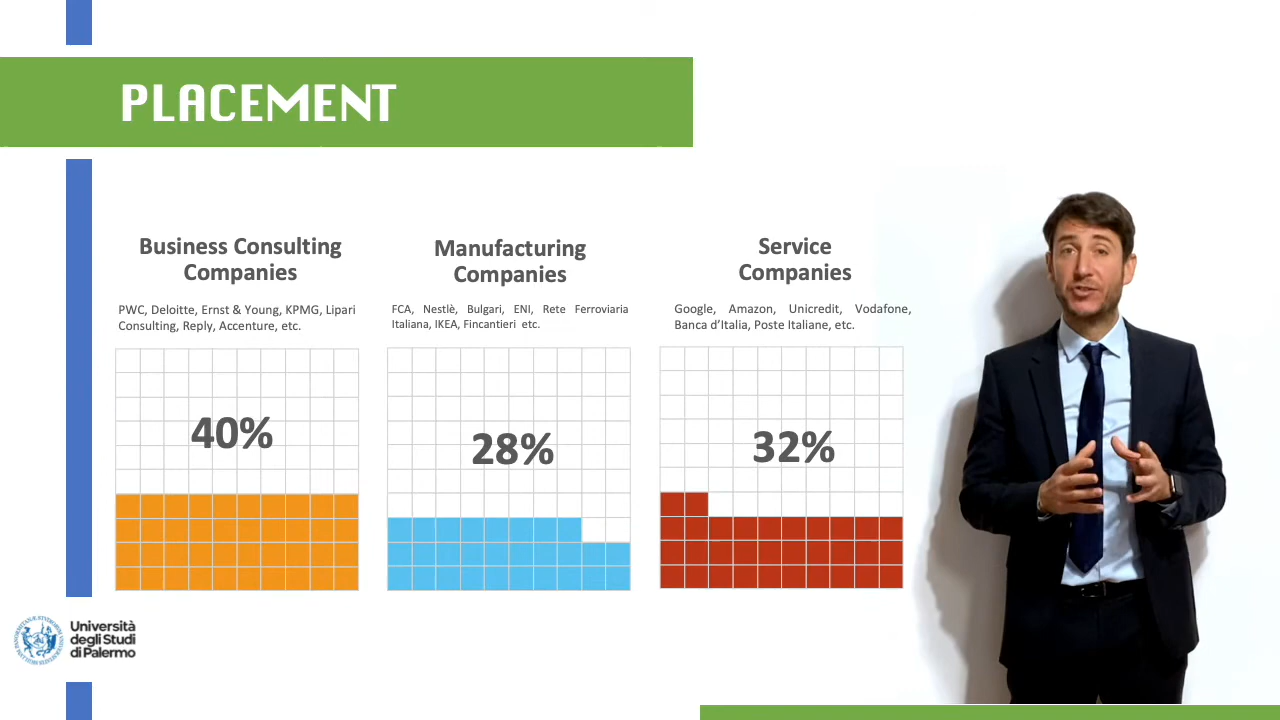 PLACEMENT
Business Consulting
Companies
PWC, Deloitte, Ernst & Young, KPMG, Lipari
Consulting, Reply, Accenture, etc.
40%
Manufacturing
Companies
FCA, Nestlè, Bulgari, ENI, Rete Ferroviaria
Italiana, IKEA, Fincantieri etc.
28%
Service
Companies
Google, Amazon, Unicredit, Vodafone,
Banca d'Italia, Poste Italiane, etc.
32%
Università
degli Studi
di Palermo